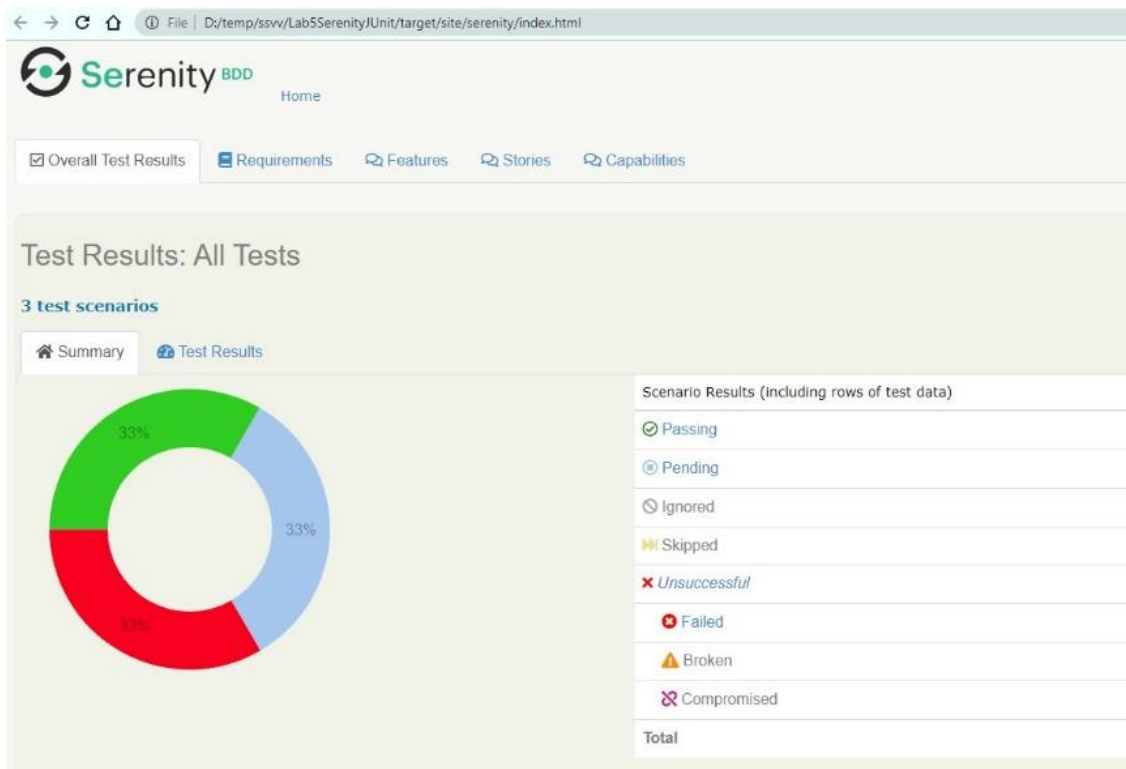 File | D:/temp/ssvv/Lab5SerenityJUnit/target/site/serenity/index.html
Serenity BDD
Home
Overall Test Results Requirements Features Stories Capabilities
Test Results: All Tests
3 test scenarios
Summary Test Results
Scenario Results (including rows of test data)
Passing
33%
Pending
Ignored
33%
Skipped
Unsuccessful
33%
Failed
Broken
Compromised
Total